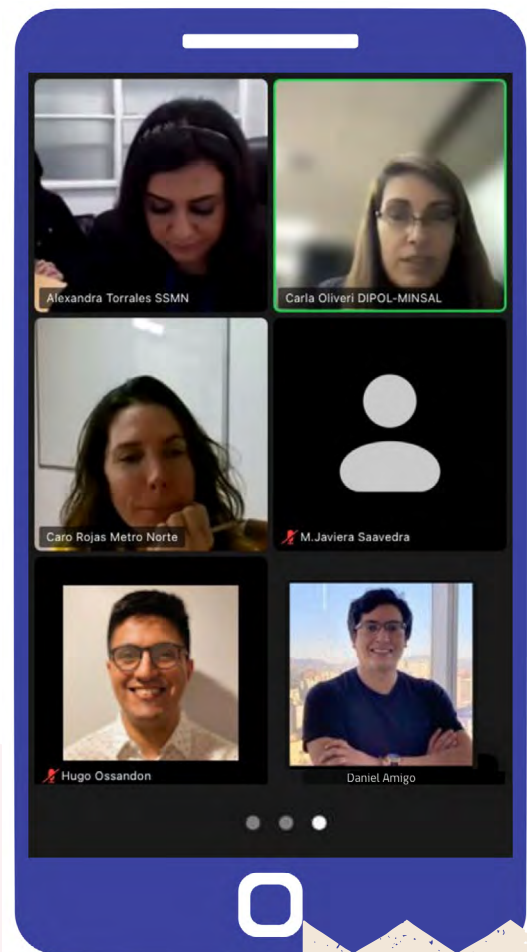 Alexandra Torrales SSMN
Carla Oliveri DIPOL-MINSAL
Caro Rojas Metro Norte
M.Javiera Saavedra
Hugo Ossandon
Daniel Amigo